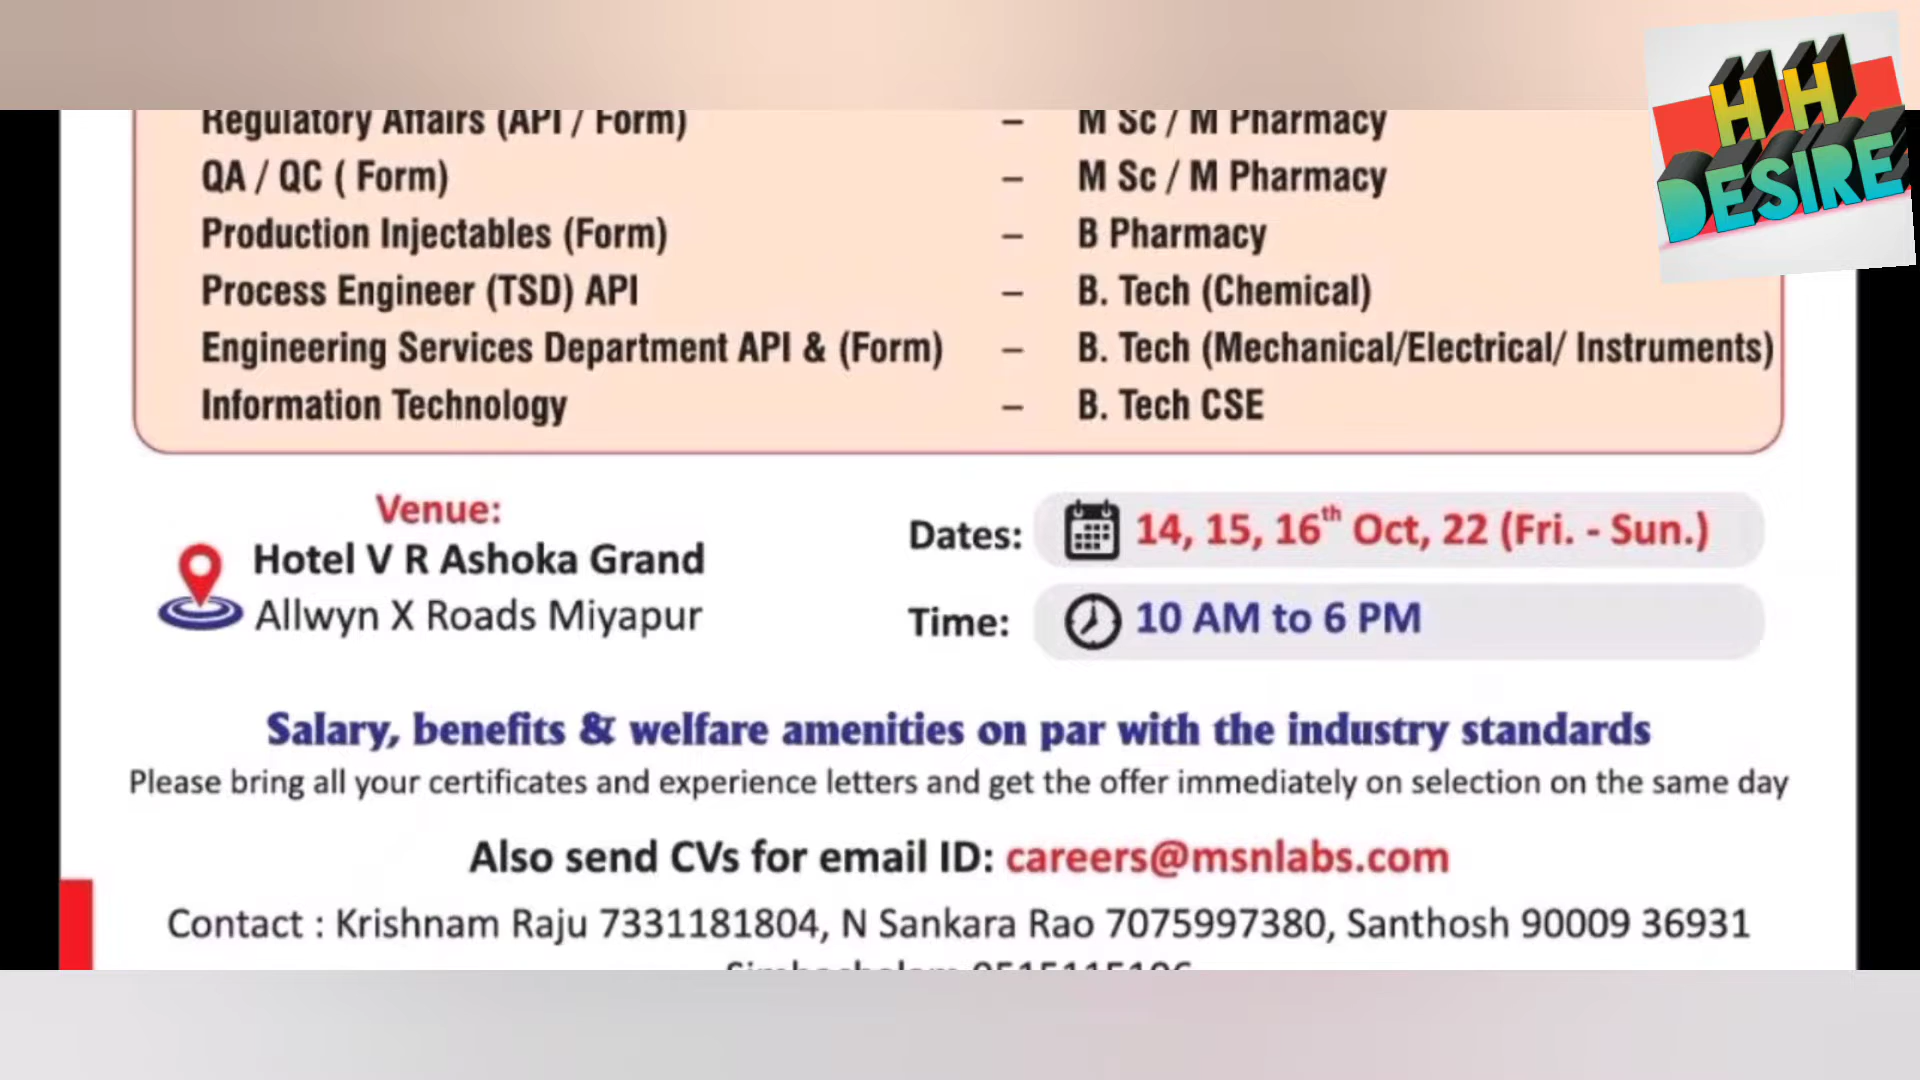 Regulatory Affairs (API / Form) – M Sc / M Pharmacy
QA / QC ( Form) – M Sc / M Pharmacy
Production Injectables (Form) – B Pharmacy
Process Engineer (TSD) API – B. Tech (Chemical)
Engineering Services Department API & (Form) – B. Tech (Mechanical/Electrical/ Instruments)
Information Technology – B. Tech CSE
HH
DESIRE
Venue:
Hotel V R Ashoka Grand
Allwyn X Roads Miyapur
Dates: 14, 15, 16th Oct, 22 (Fri. - Sun.)
Time: 10 AM to 6 PM
Salary, benefits & welfare amenities on par with the industry standards
Please bring all your certificates and experience letters and get the offer immediately on selection on the same day
Also send CVs for email ID: careers@msnlabs.com
Contact : Krishnam Raju 7331181804, N Sankara Rao 7075997380, Santhosh 90009 36931